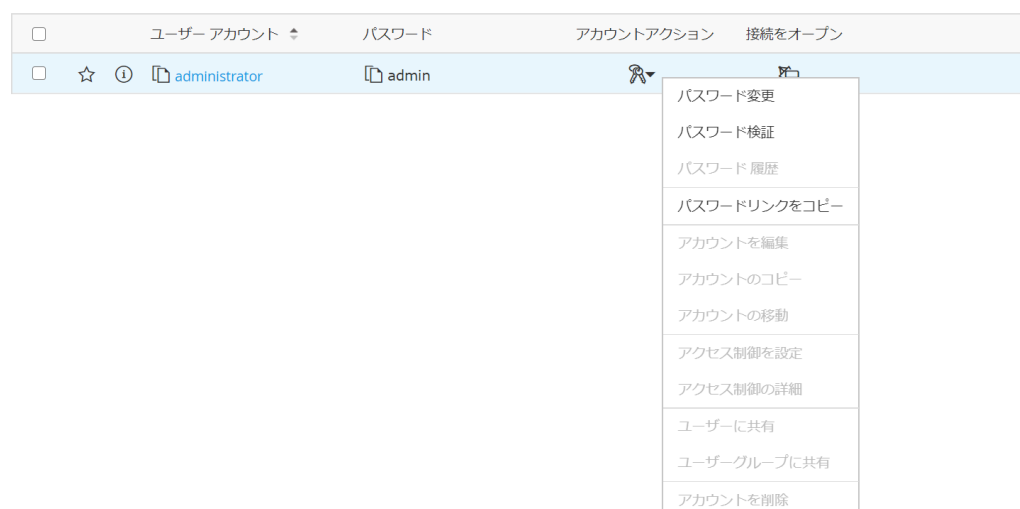 ユーザー アカウント パスワード アカウントアクション 接続をオープン
administrator admin
パスワード変更
パスワード検証
パスワード 履歴
パスワードリンクをコピー
アカウントを編集
アカウントのコピー
アカウントの移動
アクセス制御を設定
アクセス制御の詳細
ユーザーに共有
ユーザーグループに共有
アカウントを削除